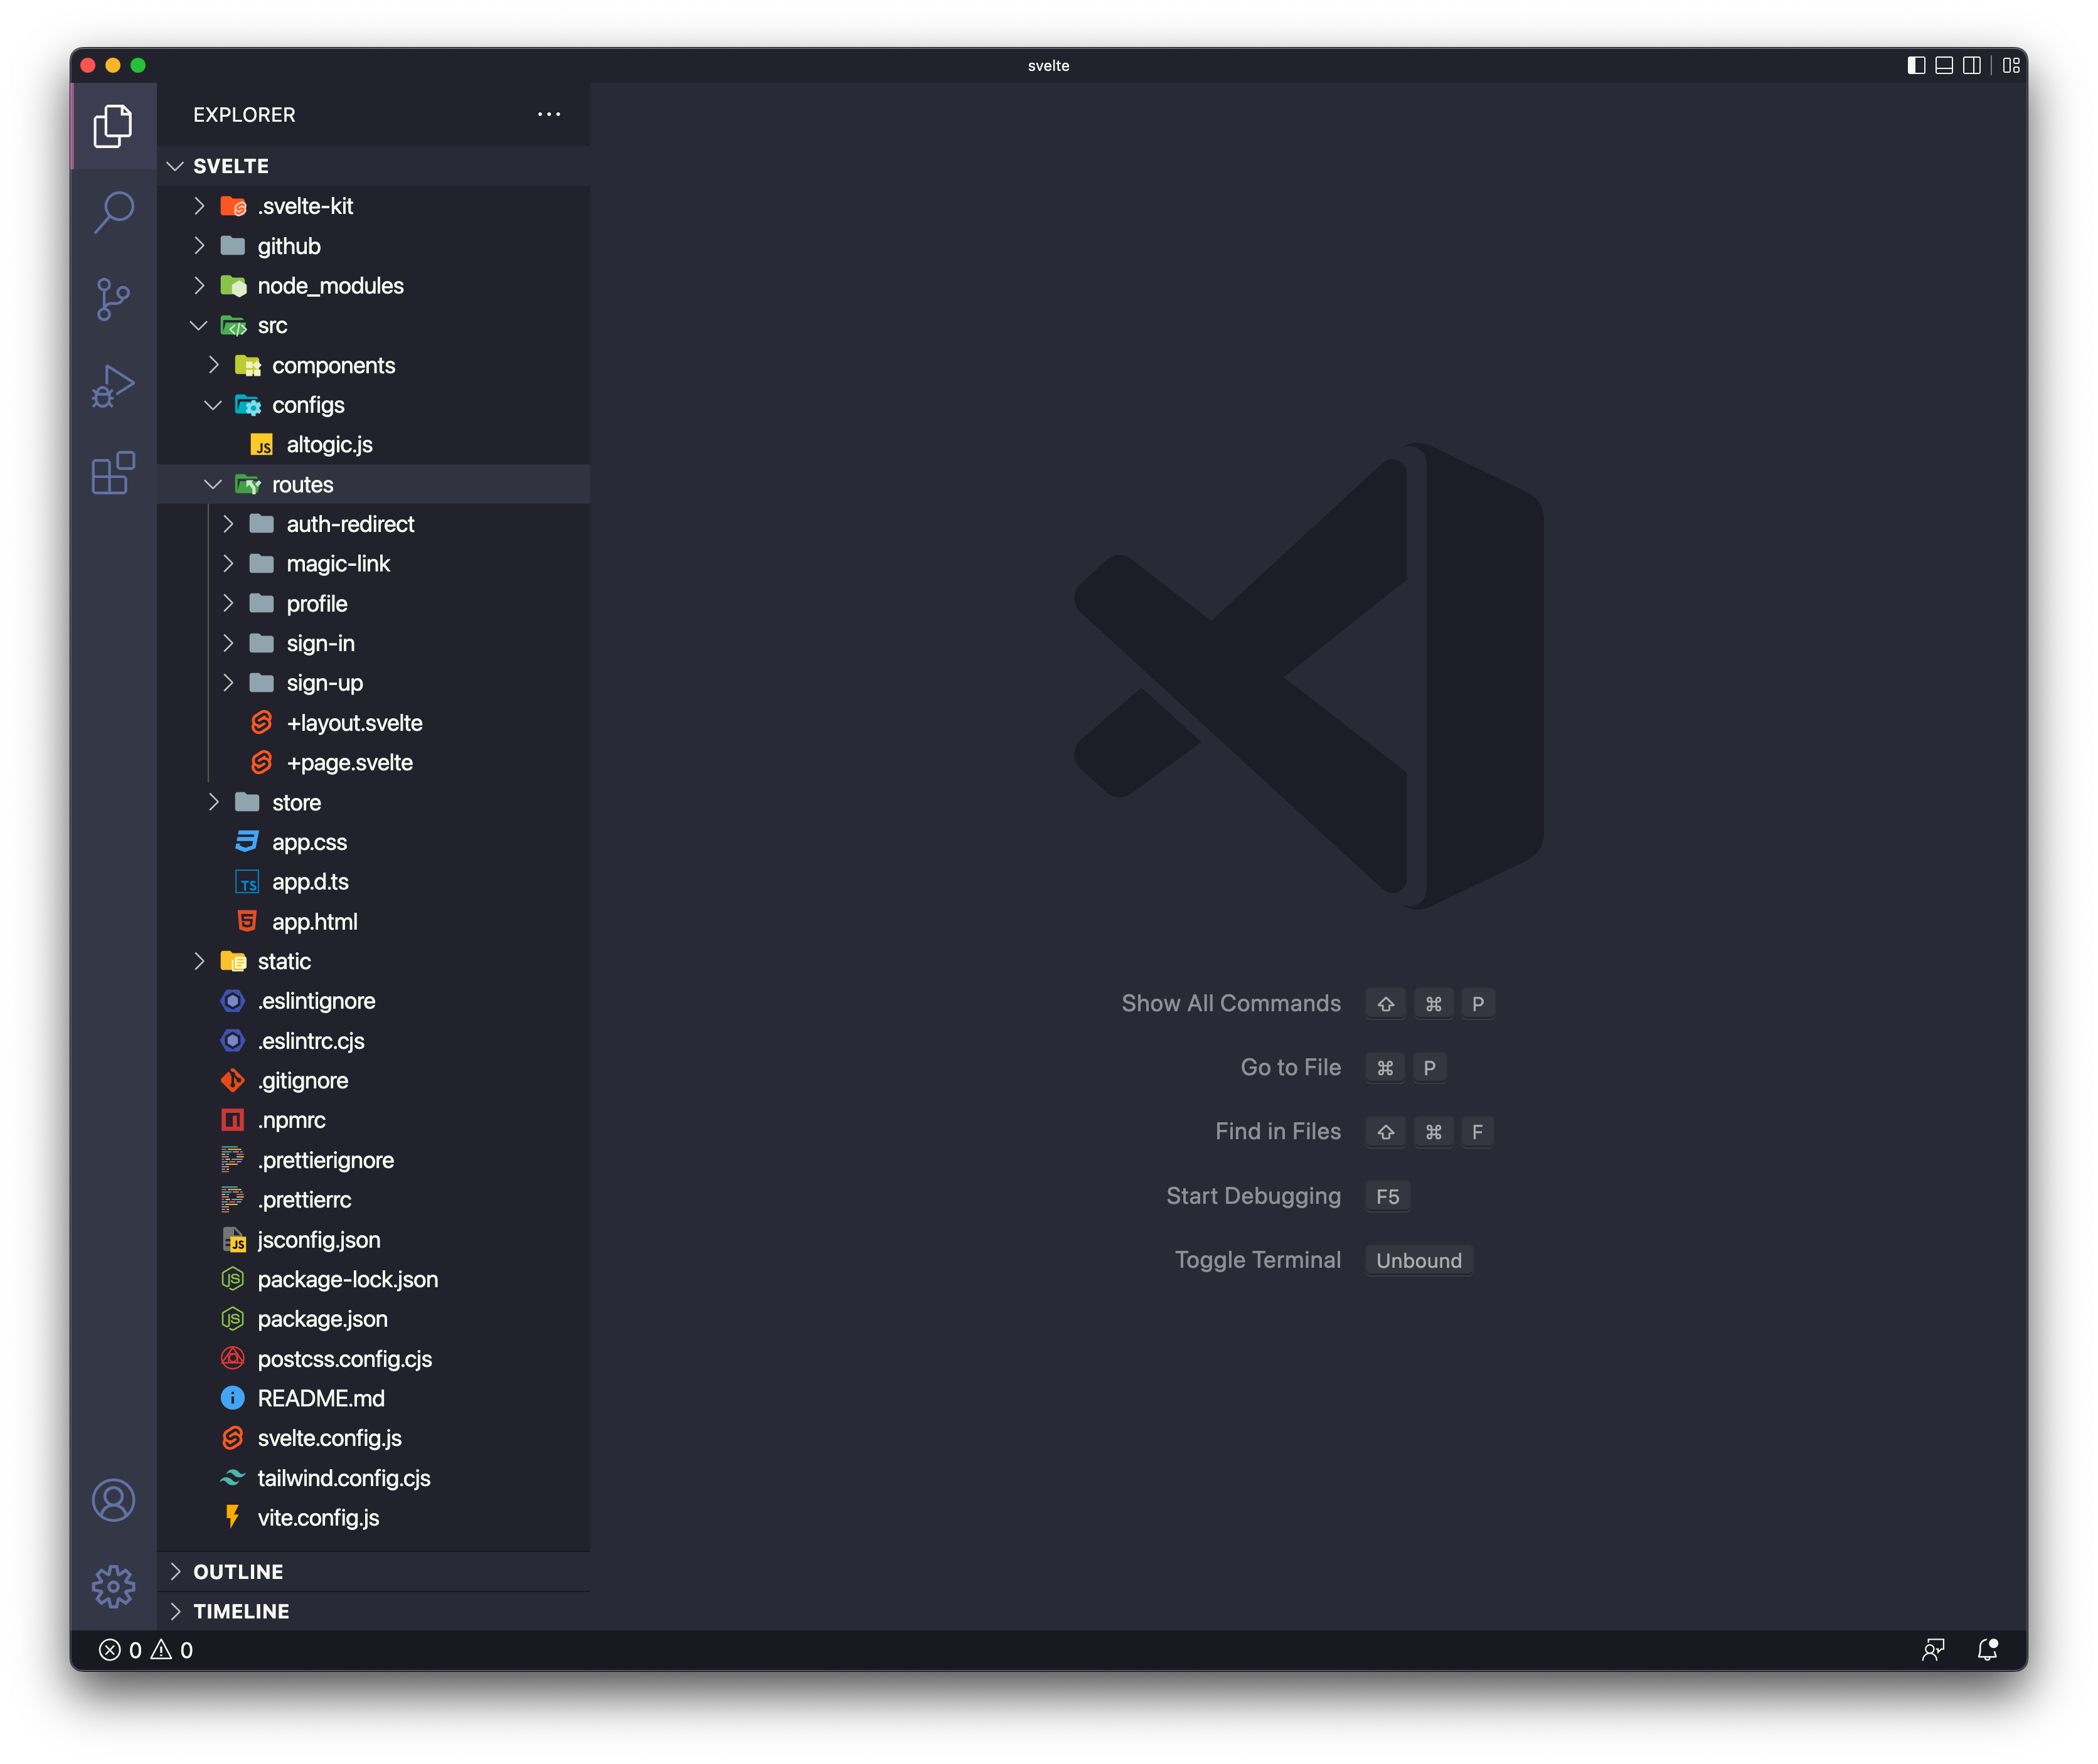 svelte
EXPLORER
SVELTE
.svelte-kit
github
node_modules
src
components
configs
altogic.js
routes
auth-redirect
magic-link
profile
sign-in
sign-up
+layout.svelte
+page.svelte
store
app.css
app.d.ts
app.html
static
.eslintignore
.eslintrc.cjs
.gitignore
.npmrc
.prettierignore
.prettierrc
jsconfig.json
package-lock.json
package.json
postcss.config.cjs
README.md
svelte.config.js
tailwind.config.cjs
vite.config.js
OUTLINE
TIMELINE
Show All Commands ⇧ ⌘ P
Go to File ⌘ P
Find in Files ⇧ ⌘ F
Start Debugging F5
Toggle Terminal Unbound
0 0